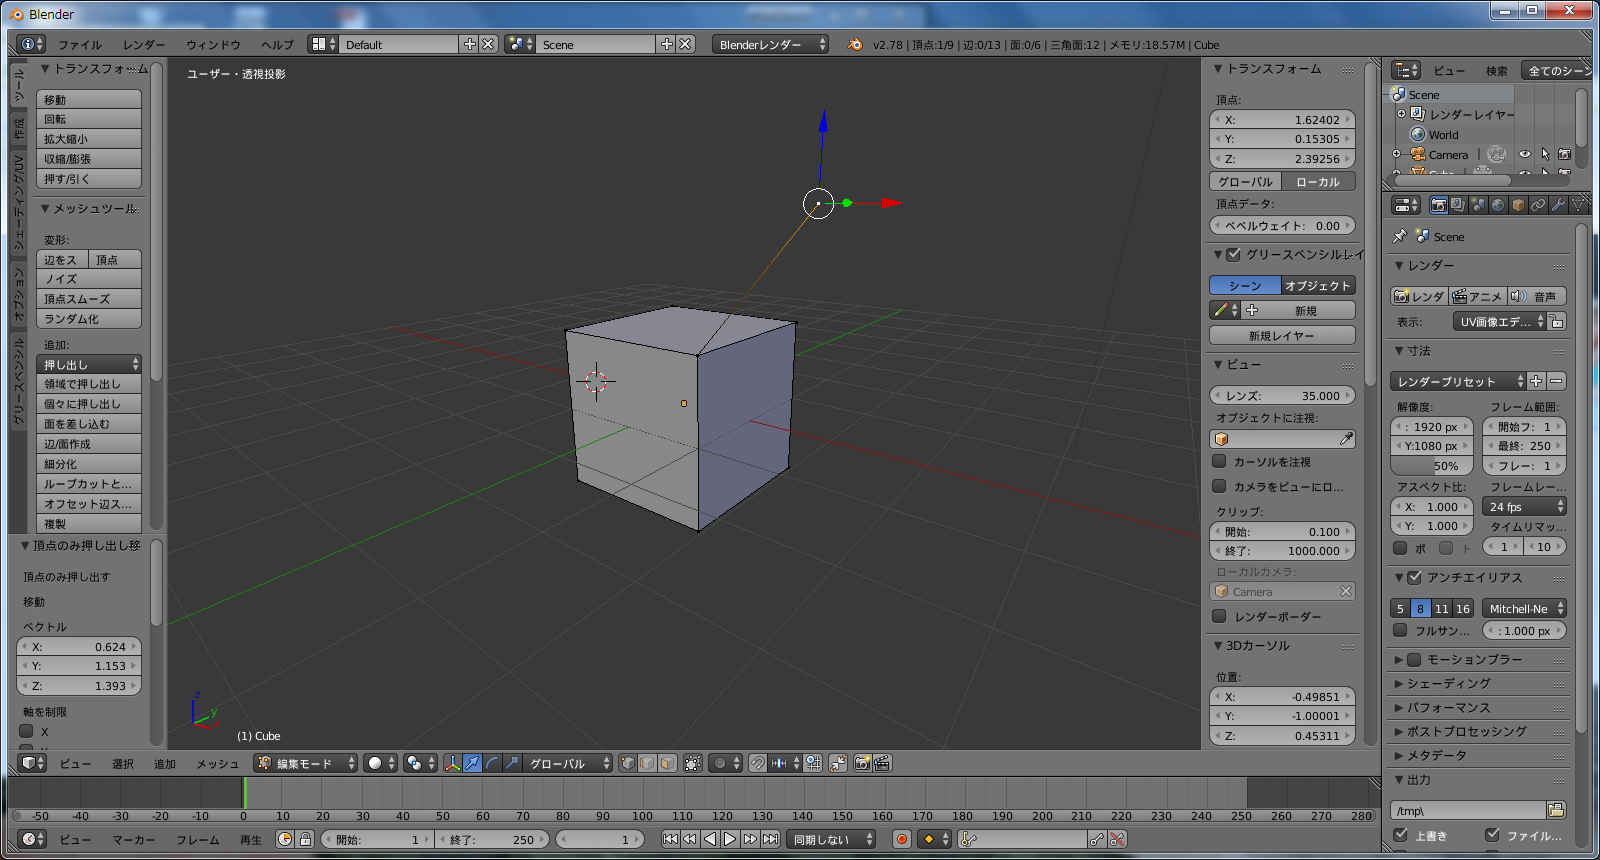 Blender
ファイル レンダー ウィンドウ ヘルプ Default Scene Blenderレンダー v2.78 | 頂点:1/9 | 辺:0/13 | 面:0/6 | 三角面:12 | メモリ:18.57M | Cube
ツール
作成
シェーディング/UV
オプション
グリースペンシル
トランスフォーム
移動
回転
拡大縮小
収縮/膨張
押す/引く
メッシュツール
変形:
辺をス 頂点
ノイズ
頂点スムーズ
ランダム化
追加:
押し出し
領域で押し出し
個々に押し出し
面を差し込む
辺/面作成
細分化
ループカットと...
オフセット辺ス...
複製
頂点のみ押し出し移
頂点のみ押し出す
移動
ベクトル
X: 0.624
Y: 1.153
Z: 1.393
軸を制限
X
ユーザー・透視投影
z
y
(1) Cube
トランスフォーム
頂点:
X: 1.62402
Y: 0.15305
Z: 2.39256
グローバル ローカル
頂点データ:
ベベルウェイト: 0.00
グリースペンシルレイ
シーン オブジェクト
新規
新規レイヤー
ビュー
レンズ: 35.000
オブジェクトに注視:
カーソルを注視
カメラをビューにロ...
クリップ:
開始: 0.100
終了: 1000.000
ローカルカメラ:
Camera
レンダーボーダー
3Dカーソル
位置:
X: -0.49851
Y: -1.00001
Z: 0.45311
ビュー 検索 全てのシーン
Scene
レンダーレイヤー
World
Camera
Cube
Scene
レンダー
レンダ アニメ 音声
表示: UV画像エデ...
寸法
レンダープリセット
解像度: フレーム範囲:
: 1920 px 開始フ: 1
Y:1080 px 最終: 250
50% フレー: 1
アスペクト比: フレームレー...
X: 1.000 24 fps
Y: 1.000 タイムリマッ...
ボ ト 1 10
アンチエイリアス
5 8 11 16 Mitchell-Ne
フルサン... : 1.000 px
モーションブラー
シェーディング
パフォーマンス
ポストプロセッシング
メタデータ
出力
/tmp\
上書き ファイル...
ビュー 選択 追加 メッシュ 編集モード グローバル
-50 -40 -30 -20 -10 0 10 20 30 40 50 60 70 80 90 100 110 120 130 140 150 160 170 180 190 200 210 220 230 240 250 260 270 280
ビュー マーカー フレーム 再生 開始: 1 終了: 250 1 同期しない